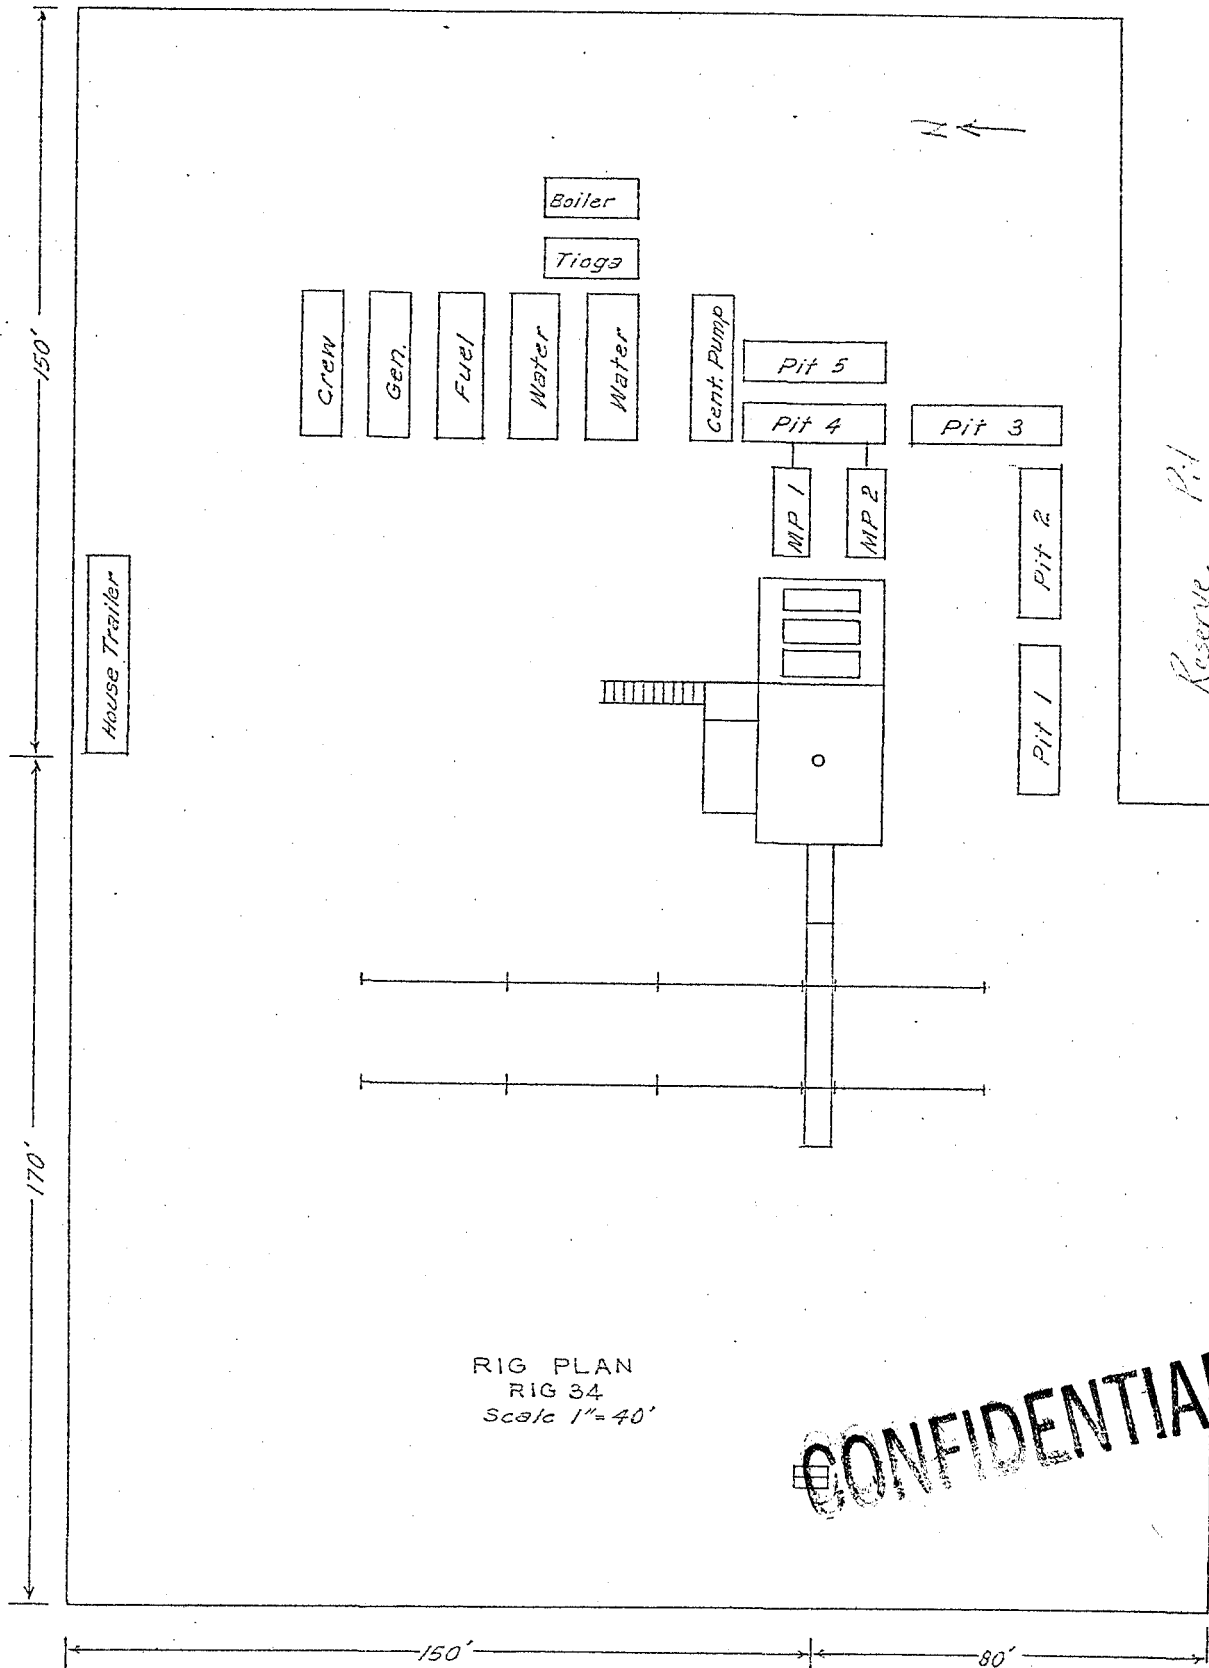 N
Boiler
Tioga
150'
Crew
Gen.
Fuel
Water
Water
Cent. Pump
Pit 5
Pit 4
Pit 3
MP 1
MP 2
Pit 2
Reserve Pit
House Trailer
Pit 1
170'
RIG PLAN
RIG 34
Scale 1"=40'
CONFIDENTIAL
150'
80'